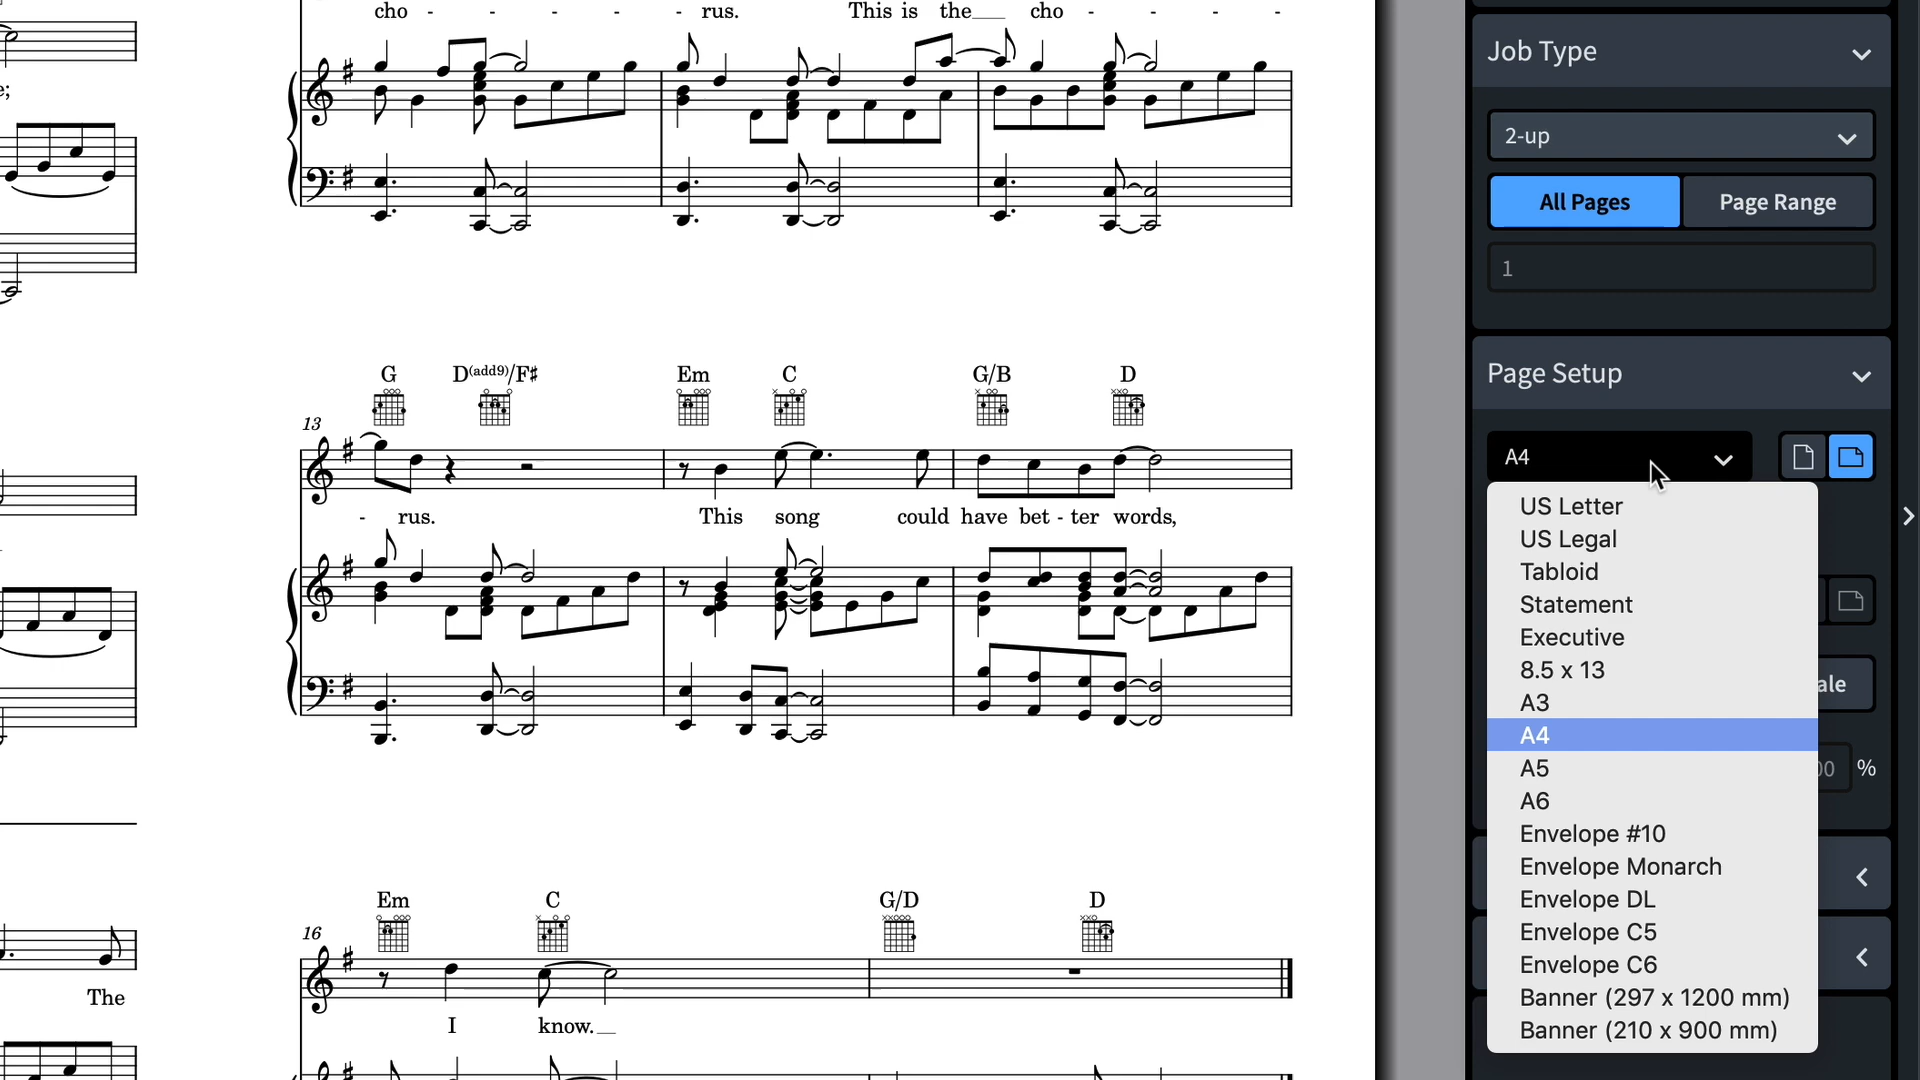 cho - - - - - rus. This is the___ cho - - - -
e;
G D(add9)/F♯ Em C G/B D
13
- rus. This song could have bet - ter words,
Em C G/D D
16
The
I know.__
Job Type
2-up
All Pages
Page Range
1
Page Setup
A4
US Letter
US Legal
Tabloid
Statement
Executive
8.5 x 13
ale
A3
A4
A5
00 %
A6
Envelope #10
Envelope Monarch
Envelope DL
Envelope C5
Envelope C6
Banner (297 x 1200 mm)
Banner (210 x 900 mm)